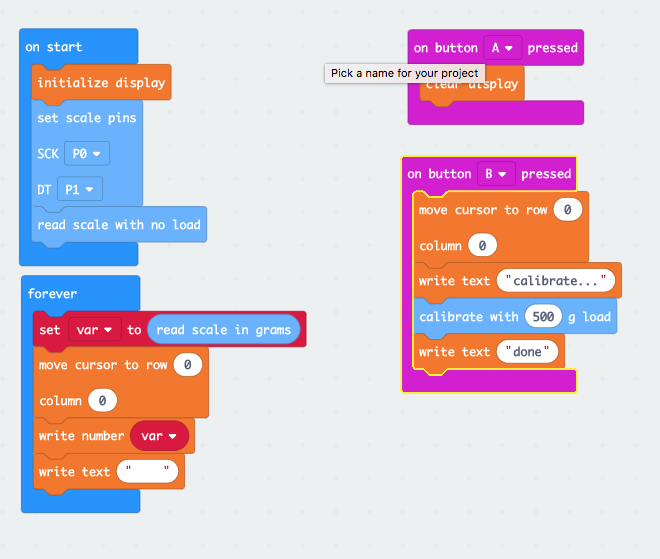 on start
initialize display
set scale pins
SCK P0
DT P1
read scale with no load
forever
set var to read scale in grams
move cursor to row 0
column 0
write number var
write text "     "
on button A pressed
Pick a name for your project
clear display
on button B pressed
move cursor to row 0
column 0
write text "calibrate..."
calibrate with 500 g load
write text "done"